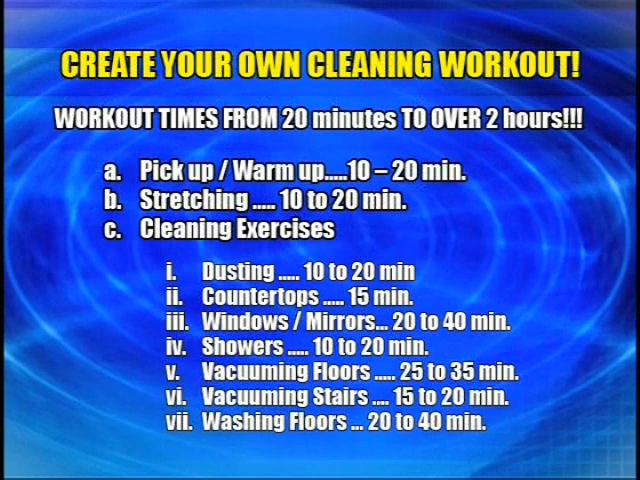 CREATE YOUR OWN CLEANING WORKOUT!
WORKOUT TIMES FROM 20 minutes TO OVER 2 hours!!!
a. Pick up / Warm up.....10 – 20 min.
b. Stretching ..... 10 to 20 min.
c. Cleaning Exercises
i. Dusting ..... 10 to 20 min
ii. Countertops ..... 15 min.
iii. Windows / Mirrors... 20 to 40 min.
iv. Showers ..... 10 to 20 min.
v. Vacuuming Floors ..... 25 to 35 min.
vi. Vacuuming Stairs .... 15 to 20 min.
vii. Washing Floors ... 20 to 40 min.